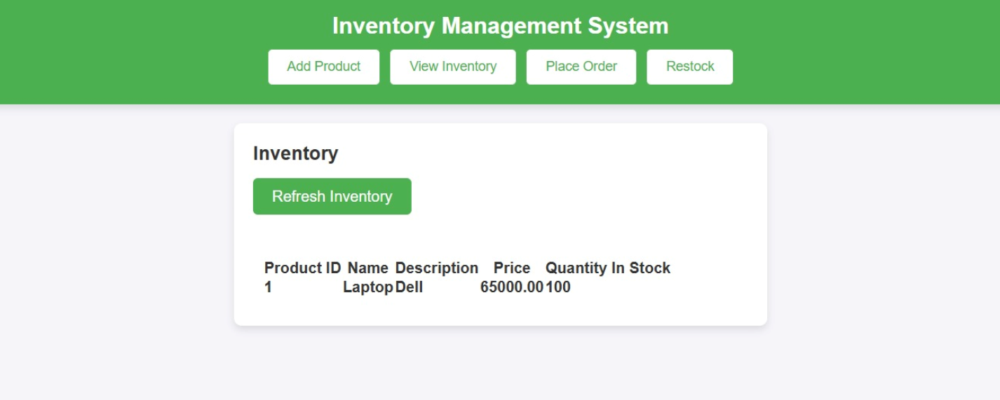 Inventory Management System
Add Product View Inventory Place Order Restock
Inventory
Refresh Inventory
Product ID Name Description Price Quantity In Stock
1 Laptop Dell 65000.00 100